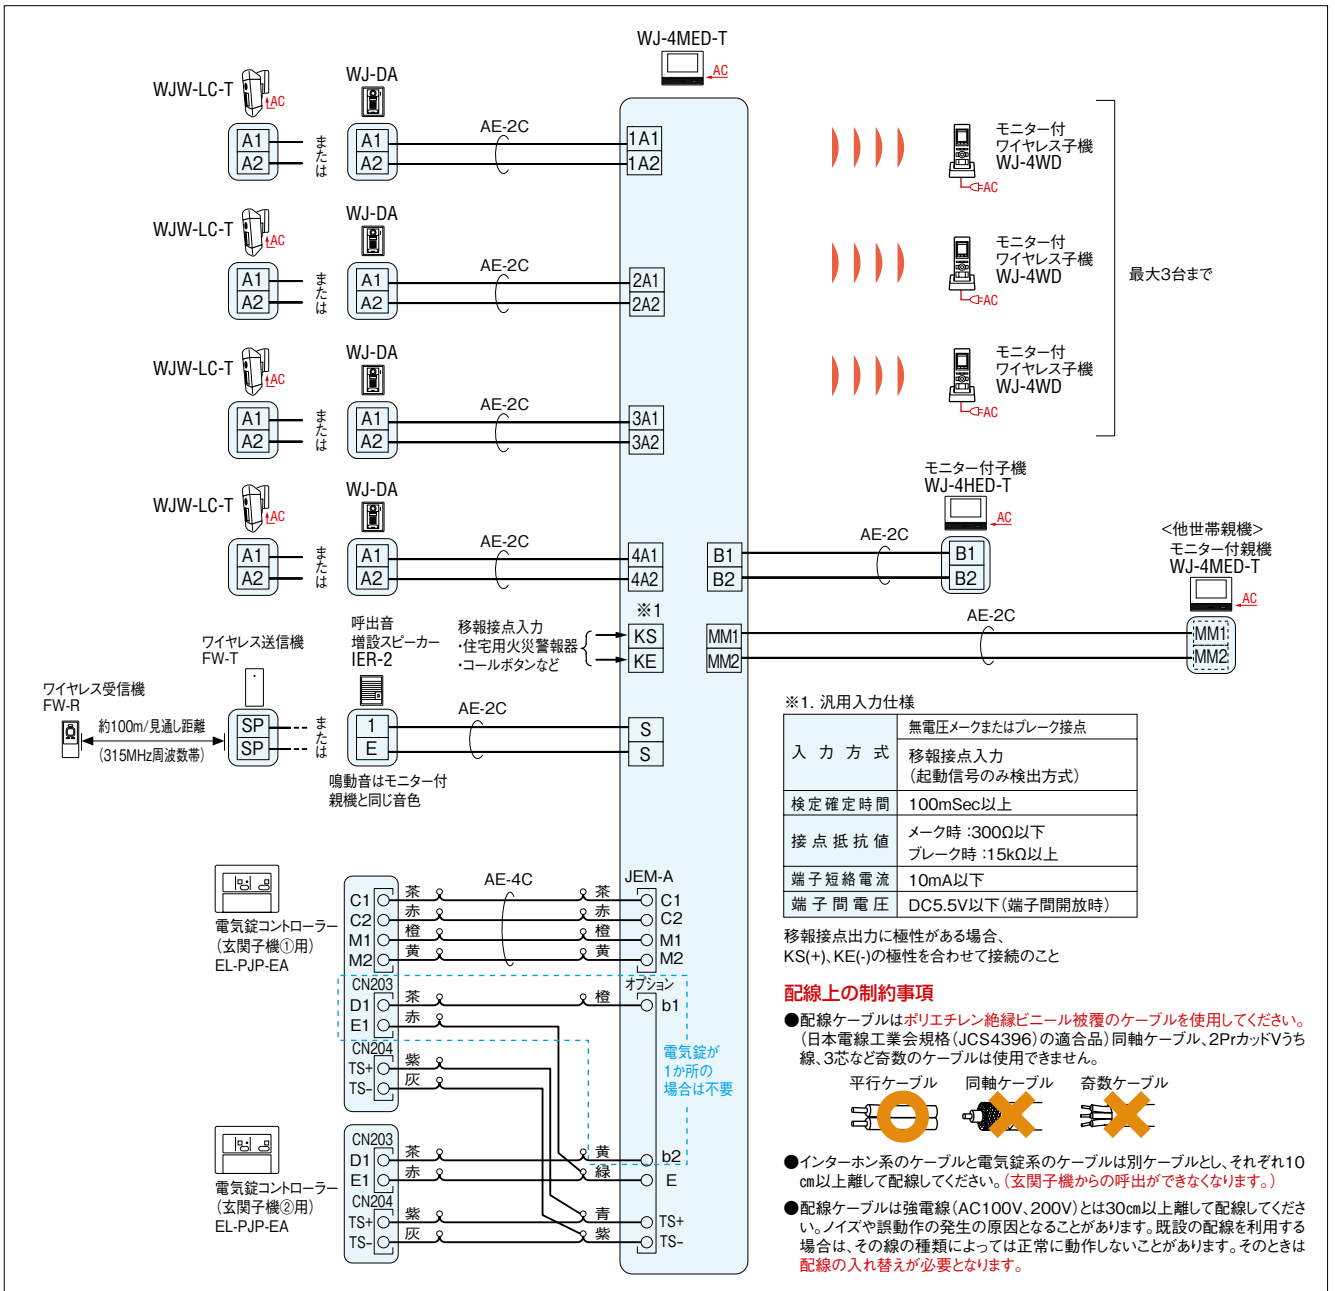 WJ-4MED-T
AC
WJW-LC-T
AC
WJ-DA
A1
A2
または
A1
A2
AE-2C
1A1
1A2
モニター付
ワイヤレス子機
WJ-4WD
AC
WJW-LC-T
AC
WJ-DA
A1
A2
または
A1
A2
AE-2C
2A1
2A2
モニター付
ワイヤレス子機
WJ-4WD
AC
最大3台まで
WJW-LC-T
AC
WJ-DA
A1
A2
または
A1
A2
AE-2C
3A1
3A2
モニター付
ワイヤレス子機
WJ-4WD
AC
WJW-LC-T
AC
WJ-DA
A1
A2
または
A1
A2
AE-2C
4A1
4A2
モニター付子機
WJ-4HED-T
AC
B1
B2
AE-2C
B1
B2
<他世帯親機>
モニター付親機
WJ-4MED-T
AC
MM1
MM2
AE-2C
MM1
MM2
※1
KS
KE
移報接点入力
・住宅用火災警報器
・コールボタンなど
呼出音
増設スピーカー
IER-2
ワイヤレス送信機
FW-T
ワイヤレス受信機
FW-R
約100m/見通し距離
(315MHz周波数帯)
SP
SP
または
1
E
AE-2C
S
S
鳴動音はモニター付
親機と同じ音色
※1. 汎用入力仕様
入力方式
無電圧メークまたはブレーク接点
移報接点入力
(起動信号のみ検出方式)
検定確定時間 100mSec以上
接点抵抗値
メーク時:300Ω以下
ブレーク時:15kΩ以上
端子短絡電流 10mA以下
端子間電圧 DC5.5V以下(端子間開放時)
移報接点出力に極性がある場合、
KS(+)、KE(-)の極性を合わせて接続のこと
電気錠コントローラー
(玄関子機①用)
EL-PJP-EA
AE-4C
JEM-A
C1 茶 茶 C1
C2 赤 赤 C2
M1 橙 橙 M1
M2 黄 黄 M2
CN203
オプション
D1 茶 橙 b1
E1 赤
CN204
TS+ 紫
TS- 灰
電気錠が
1か所の
場合は不要
電気錠コントローラー
(玄関子機②用)
EL-PJP-EA
CN203
D1 茶 黄 b2
E1 赤 緑 E
CN204
TS+ 紫 青 TS+
TS- 灰 紫 TS-
配線上の制約事項
●配線ケーブルはポリエチレン絶縁ビニール被覆のケーブルを使用してください。
(日本電線工業会規格(JCS4396)の適合品)同軸ケーブル、2PrカッドVうち
線、3芯など奇数のケーブルは使用できません。
平行ケーブル 同軸ケーブル 奇数ケーブル
●インターホン系のケーブルと電気錠系のケーブルは別ケーブルとし、それぞれ10
cm以上離して配線してください。(玄関子機からの呼出ができなくなります。)
●配線ケーブルは強電線(AC100V、200V)とは30cm以上離して配線してくださ
い。ノイズや誤動作の発生の原因となることがあります。既設の配線を利用する
場合は、その線の種類によっては正常に動作しないことがあります。そのときは
配線の入れ替えが必要となります。